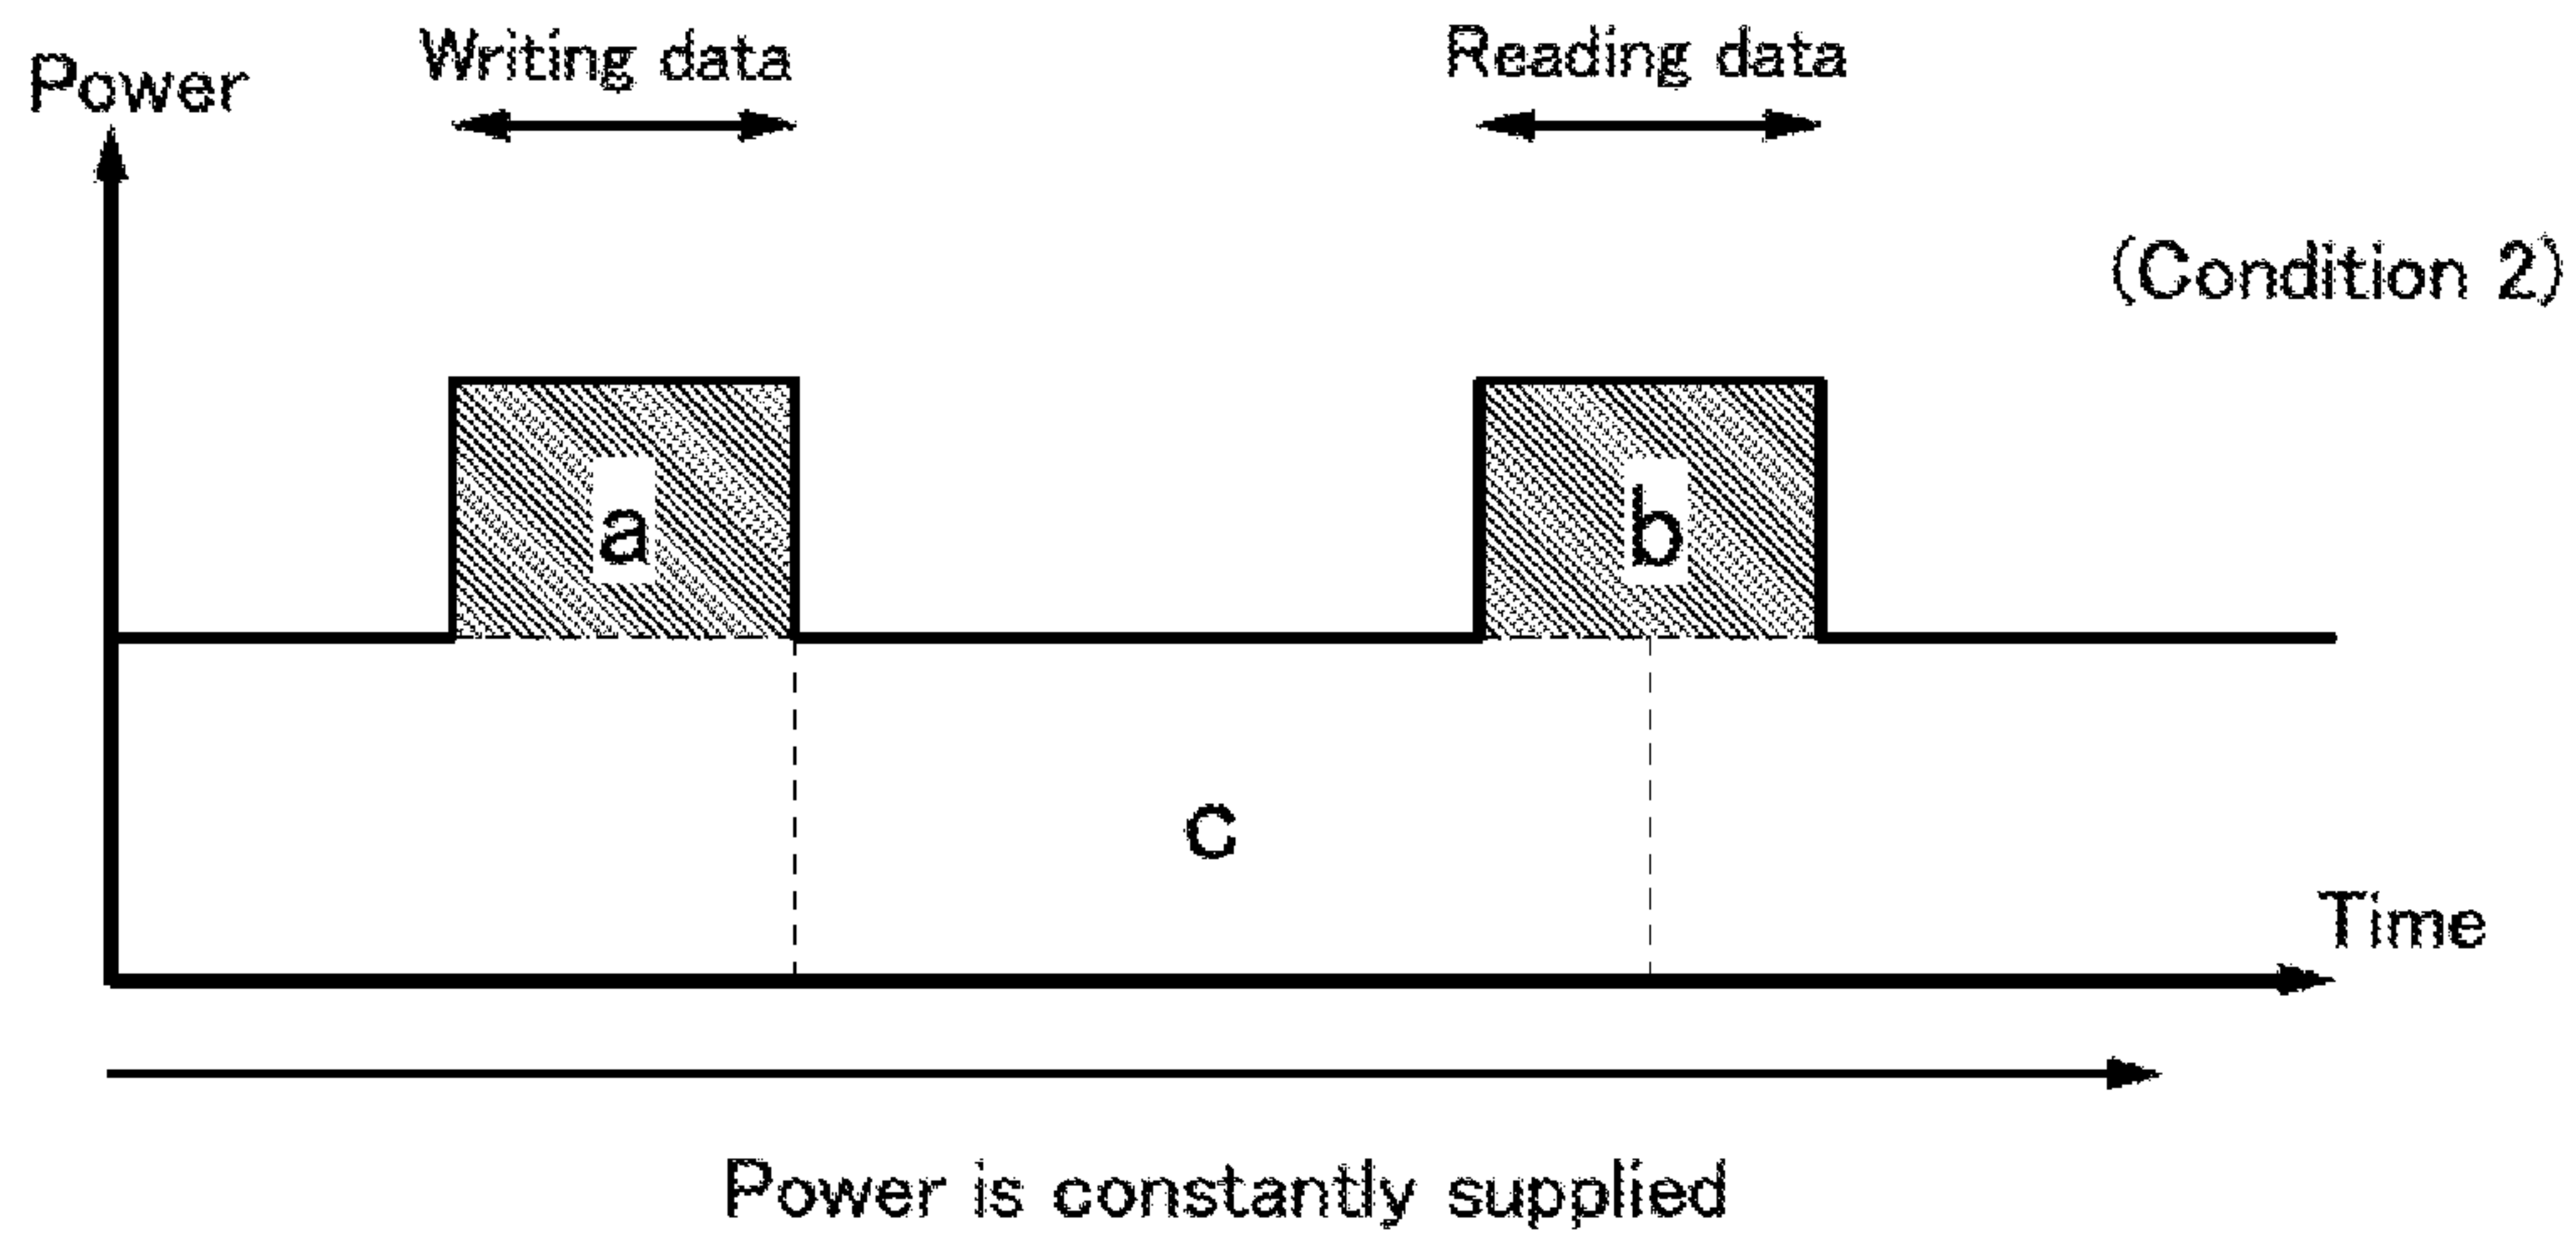 Power
Writing data
Reading data
(Condition 2)
a
b
c
Time
Power is constantly supplied